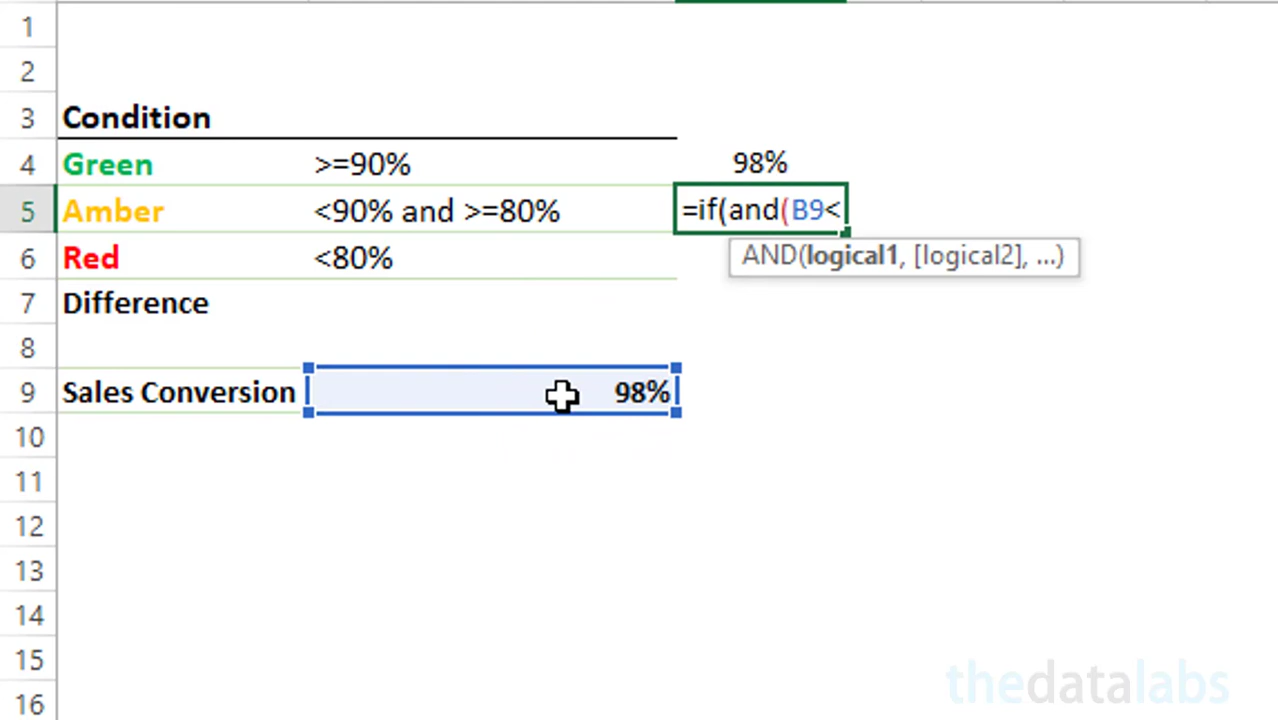 1
2
3 Condition
4 Green >=90% 98%
5 Amber <90% and >=80% =if(and(B9<
AND(logical1, [logical2], ...)
6 Red <80%
7 Difference
8
9 Sales Conversion 98%
10
11
12
13
14
15
16
thedatalabs